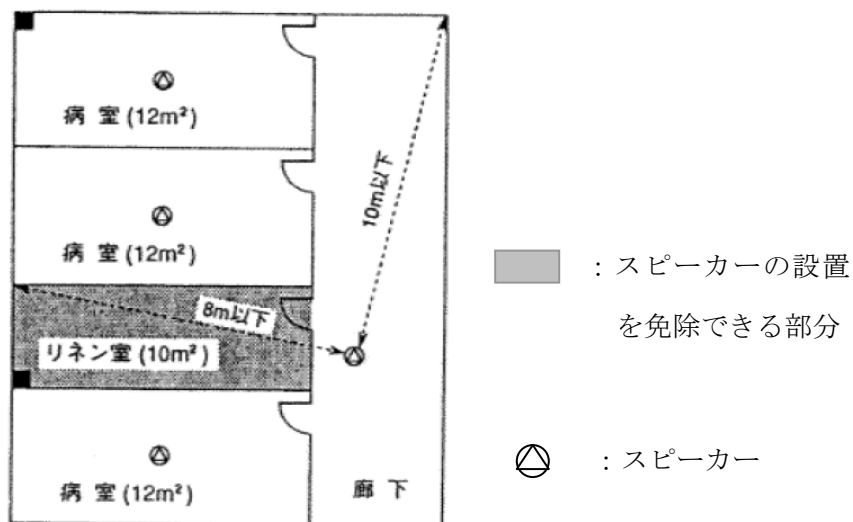 病 室 (12m²)
10m以下
病 室 (12m²)
8m以下
リネン室 (10m²)
病 室 (12m²)
廊 下
：スピーカーの設置
を免除できる部分
：スピーカー